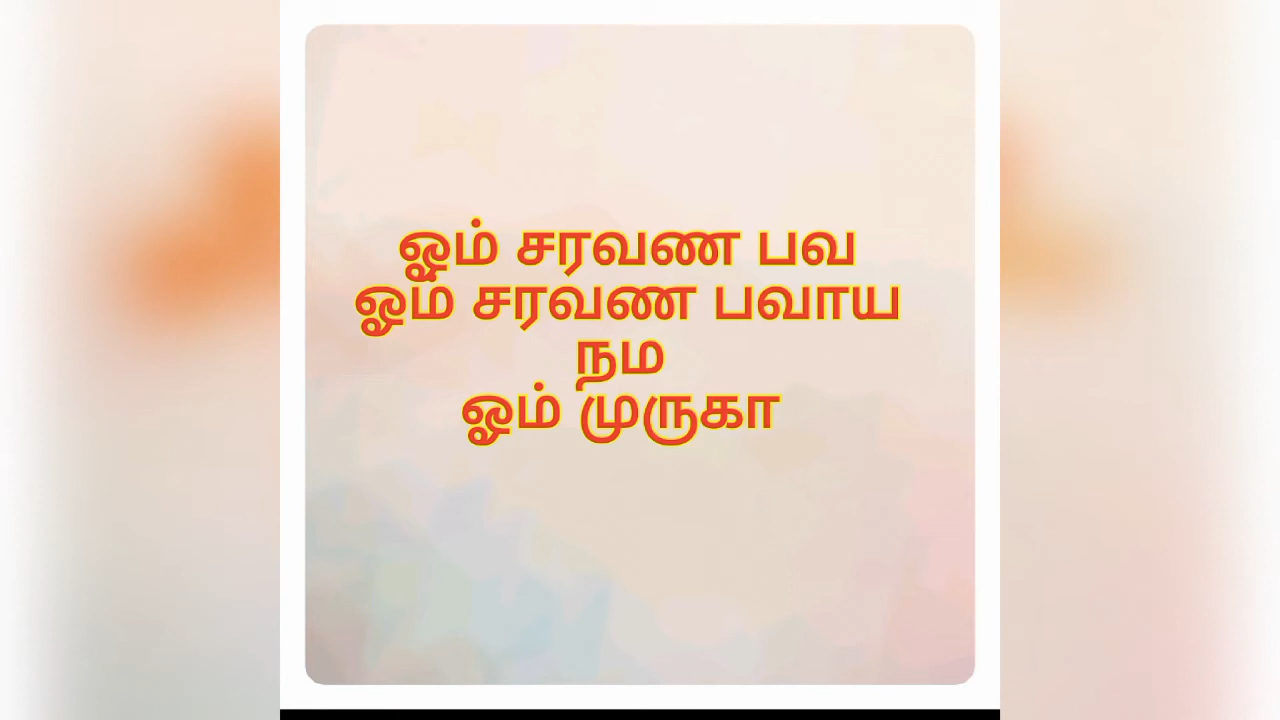 ஓம் சரவண பவ
ஓம் சரவண பவாய
நம
ஓம் முருகா